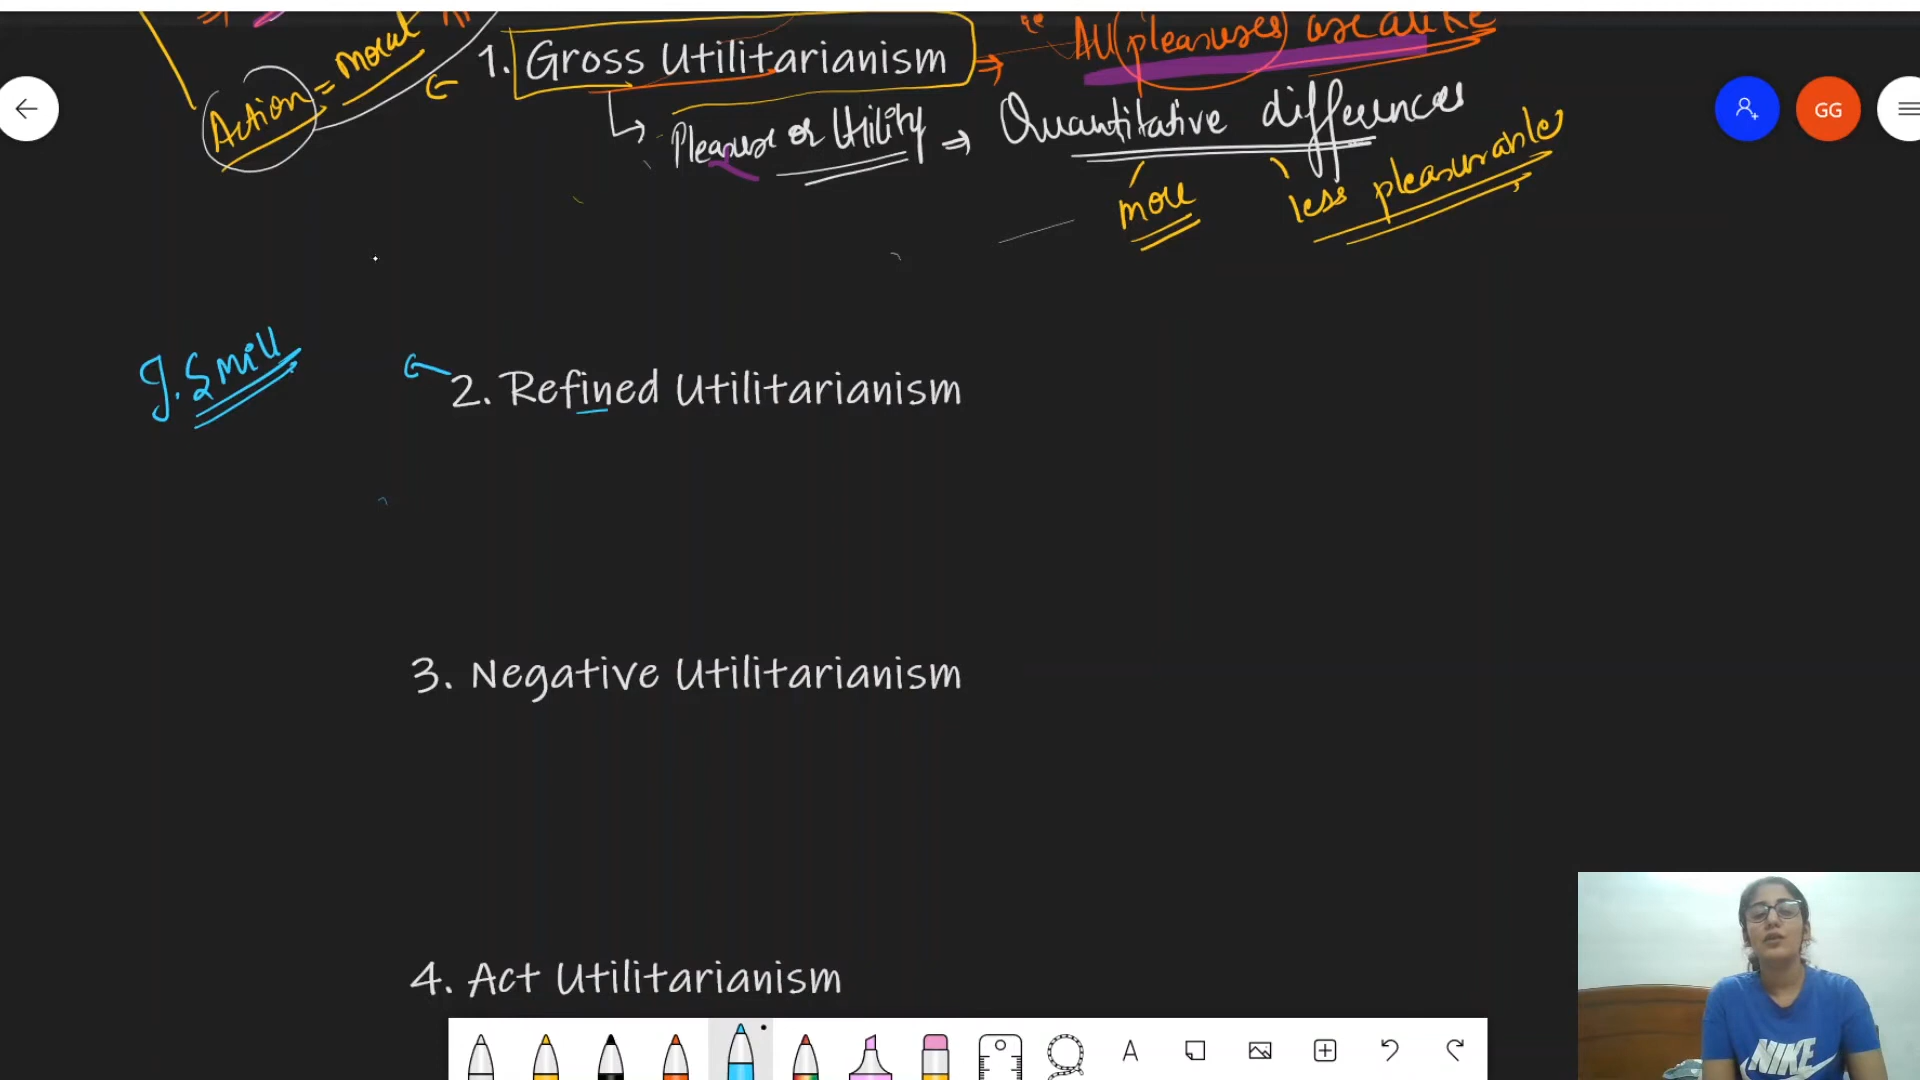 All (pleasures) are alike
Action = moral
1. Gross Utilitarianism
Pleasure or Utility ⇒ Quantitative differences
more
less pleasurable
GG
J. S Mill
2. Refined Utilitarianism
3. Negative Utilitarianism
4. Act Utilitarianism
A
NIKE